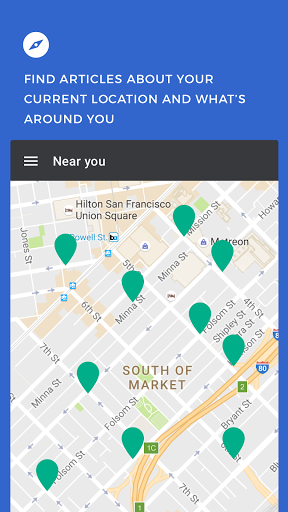 FIND ARTICLES ABOUT YOUR
CURRENT LOCATION AND WHAT'S
AROUND YOU
Near you
Hilton San Francisco
Union Square
Mission St
Howa
Jones St
Powell St
Metreon
Minna St
Minna St
6th St
4th St
Folsom St
Shipley St
ara St
7th St
80
SOUTH OF
MARKET
2
Minna St
Folsom St
Bryant St
1C
7th St
Folsom St